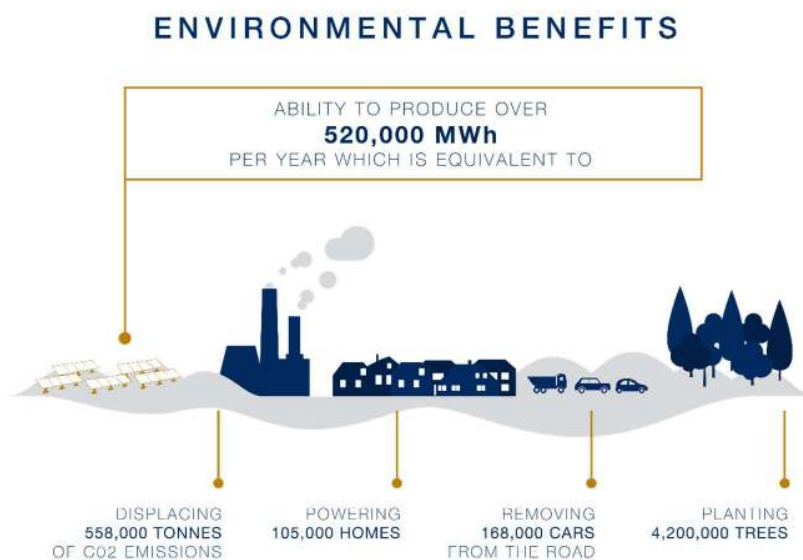 ENVIRONMENTAL BENEFITS
ABILITY TO PRODUCE OVER
520,000 MWh
PER YEAR WHICH IS EQUIVALENT TO
DISPLACING
558,000 TONNES
OF C02 EMISSIONS
POWERING
105,000 HOMES
REMOVING
168,000 CARS
FROM THE ROAD
PLANTING
4,200,000 TREES